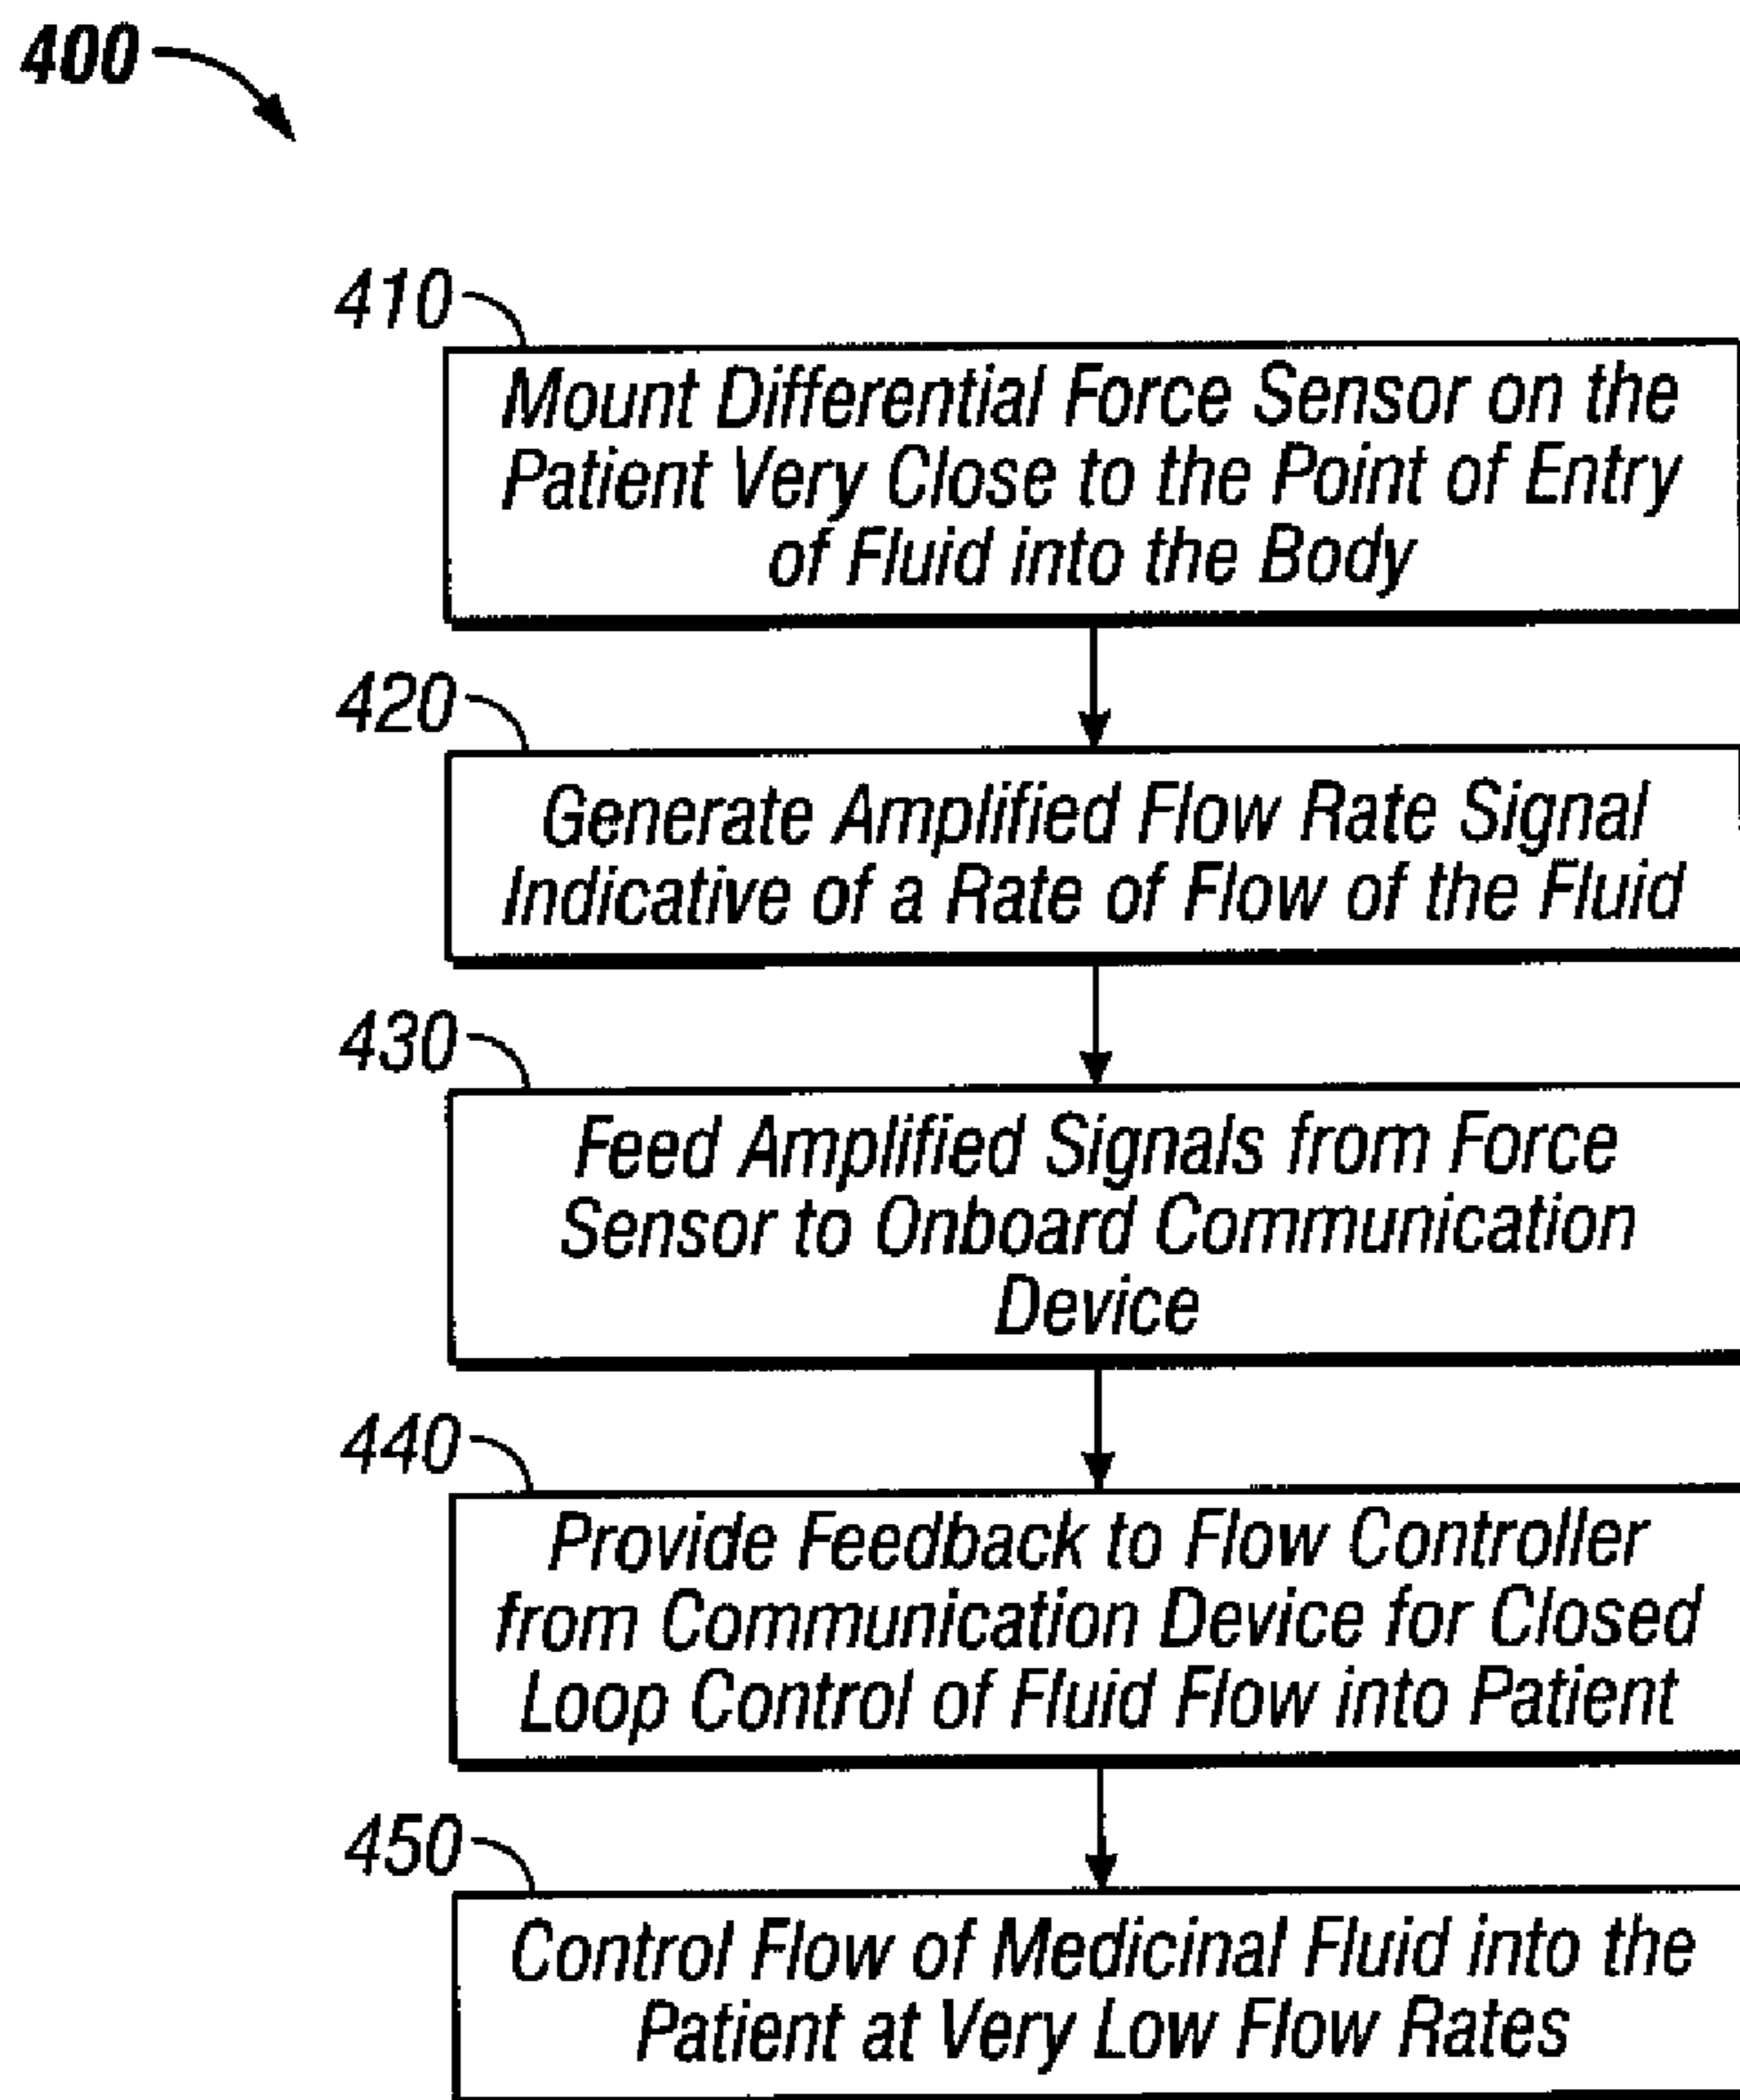 400
410
Mount Differential Force Sensor on the
Patient Very Close to the Point of Entry
of Fluid into the Body
420
Generate Amplified Flow Rate Signal
Indicative of a Rate of Flow of the Fluid
430
Feed Amplified Signals from Force
Sensor to Onboard Communication
Device
440
Provide Feedback to Flow Controller
from Communication Device for Closed
Loop Control of Fluid Flow into Patient
450
Control Flow of Medicinal Fluid into the
Patient at Very Low Flow Rates